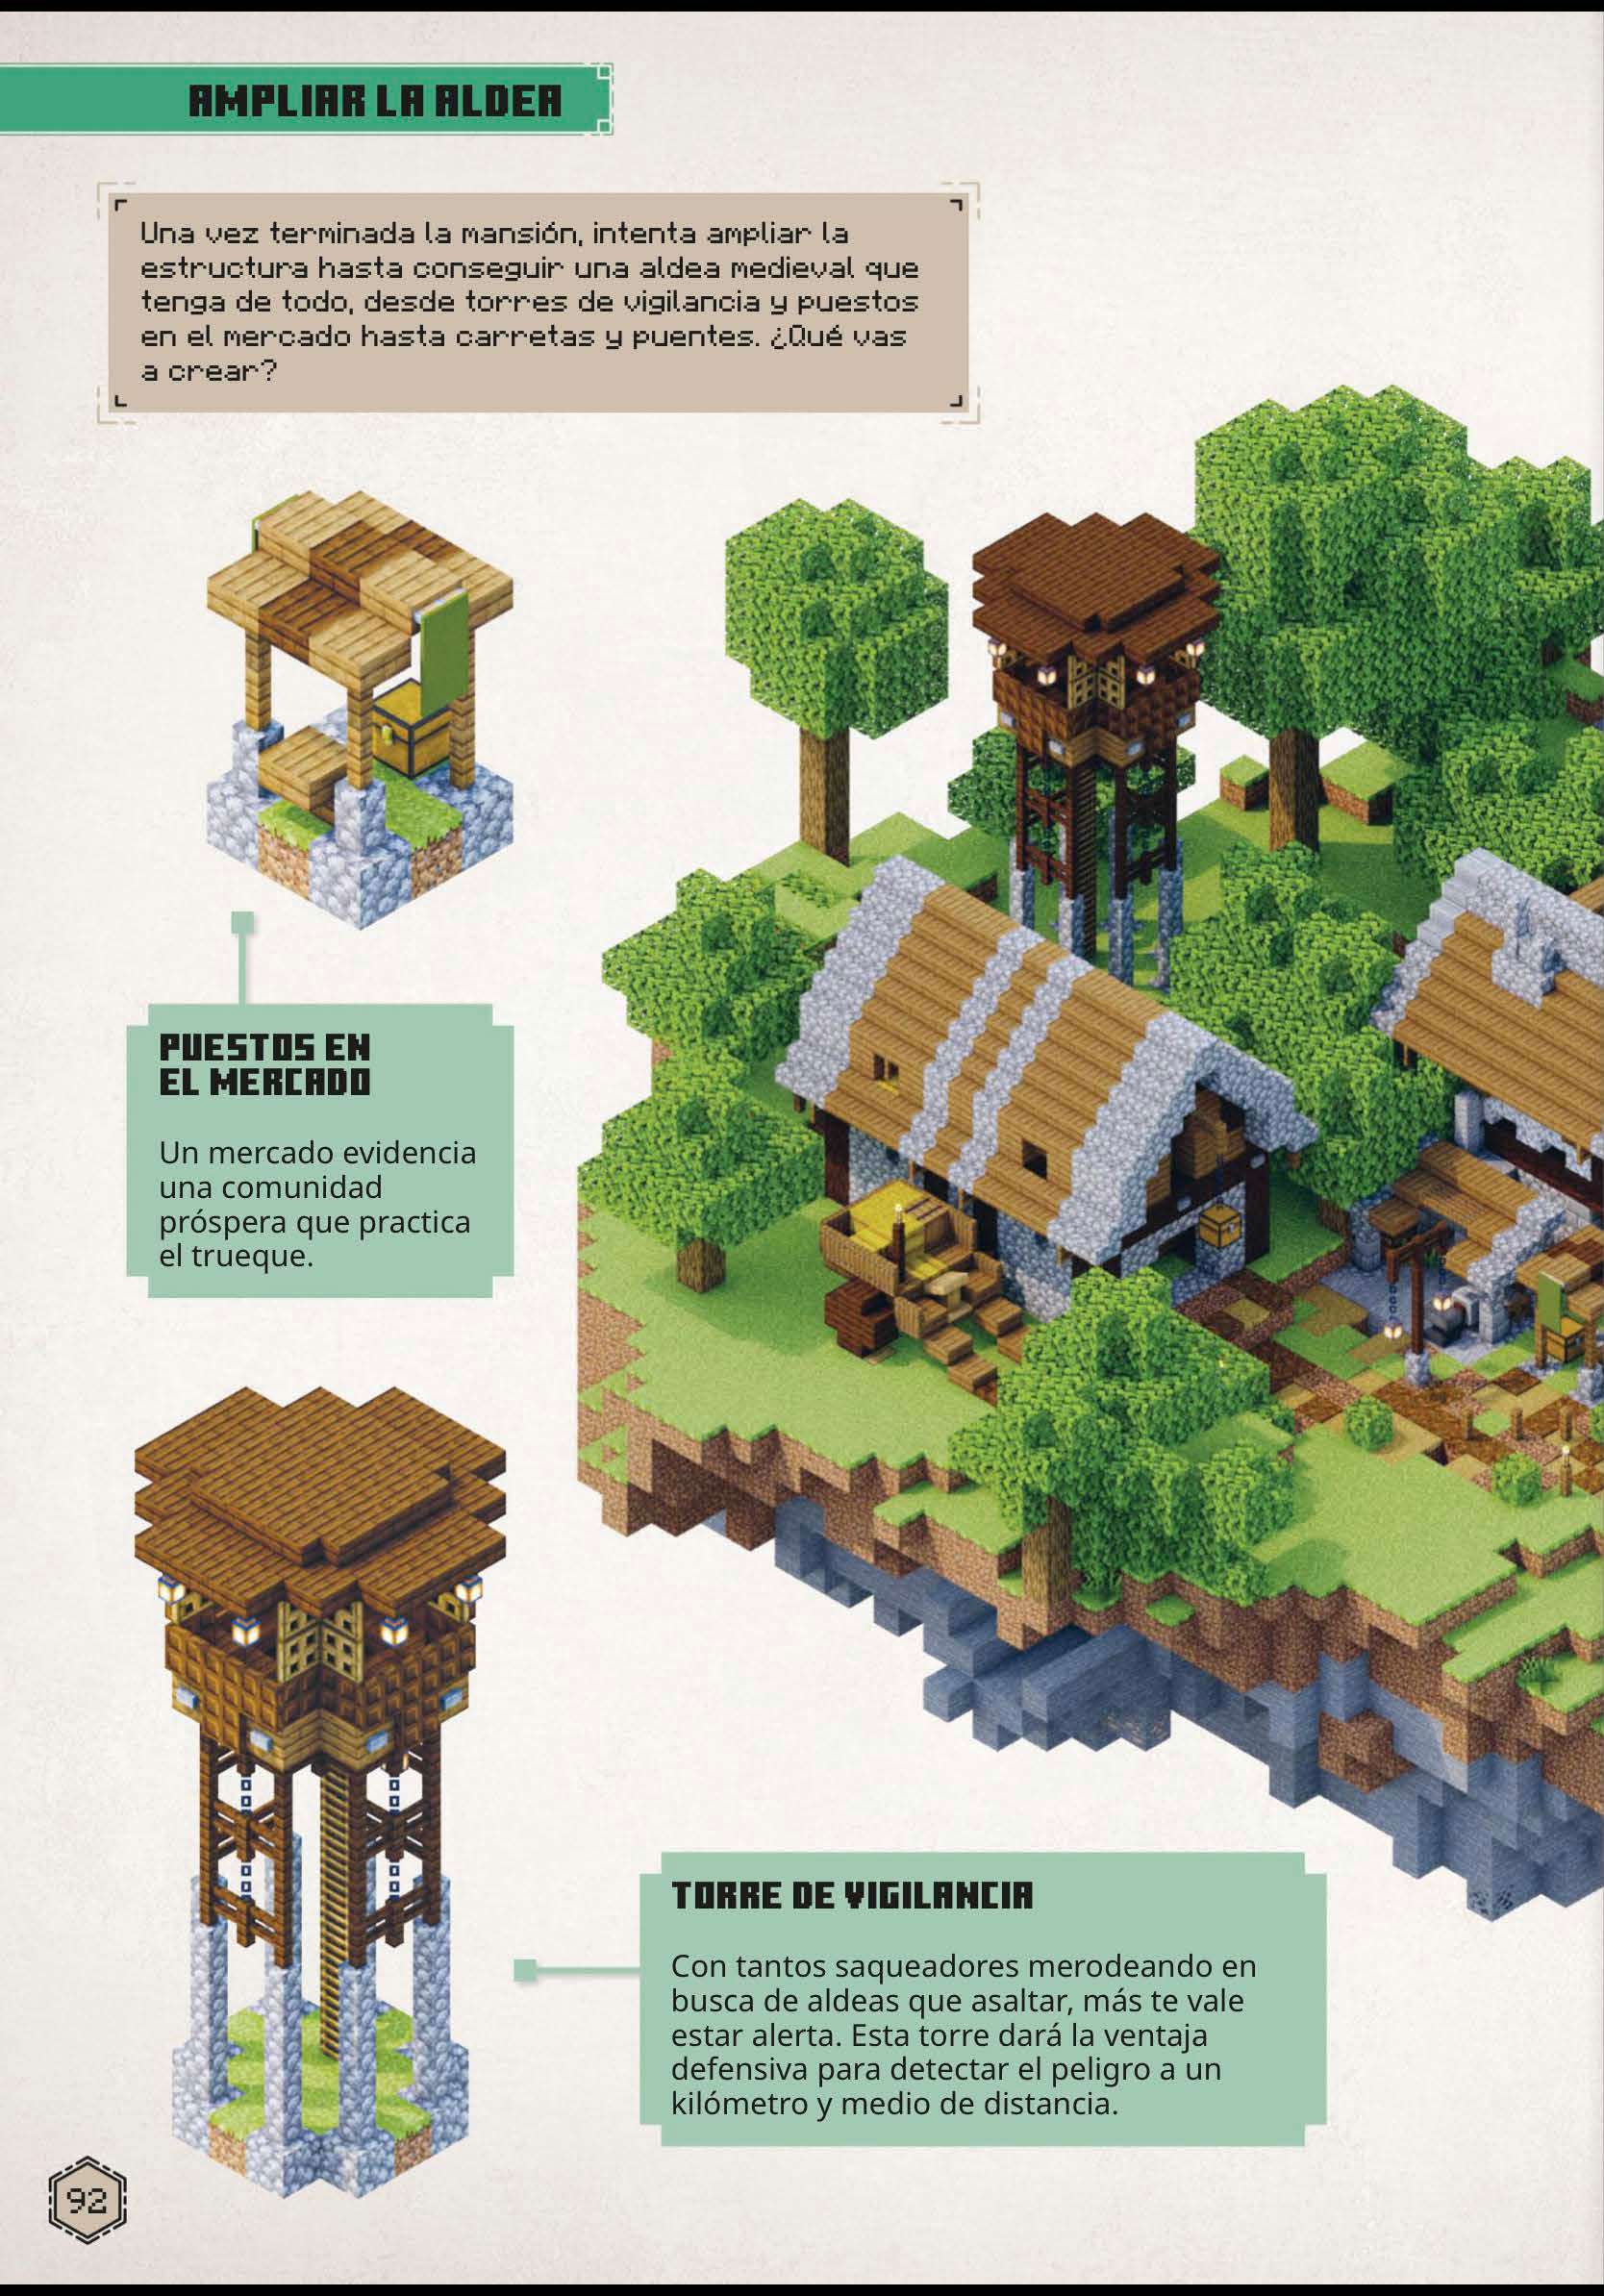 AMPLIAR LA ALDEA
Una vez terminada la mansión, intenta ampliar la
estructura hasta conseguir una aldea medieval que
tenga de todo, desde torres de vigilancia y puestos
en el mercado hasta carretas y puentes. ¿Qué vas
a crear?
PUESTOS EN
EL MERCADO
Un mercado evidencia
una comunidad
próspera que practica
el trueque.
TORRE DE VIGILANCIA
Con tantos saqueadores merodeando en
busca de aldeas que asaltar, más te vale
estar alerta. Esta torre dará la ventaja
defensiva para detectar el peligro a un
kilómetro y medio de distancia.
92